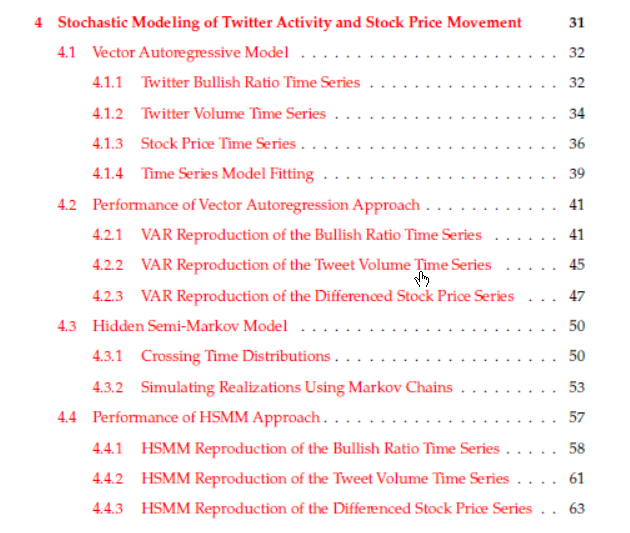 4 Stochastic Modeling of Twitter Activity and Stock Price Movement 31
4.1 Vector Autoregressive Model . . . . . . . . . . . . . . . . . . . . . . . . 32
4.1.1 Twitter Bullish Ratio Time Series . . . . . . . . . . . . . . . . . . 32
4.1.2 Twitter Volume Time Series . . . . . . . . . . . . . . . . . . . . . 34
4.1.3 Stock Price Time Series . . . . . . . . . . . . . . . . . . . . . . . . 36
4.1.4 Time Series Model Fitting . . . . . . . . . . . . . . . . . . . . . . 39
4.2 Performance of Vector Autoregression Approach . . . . . . . . . . . . 41
4.2.1 VAR Reproduction of the Bullish Ratio Time Series . . . . . . 41
4.2.2 VAR Reproduction of the Tweet Volume Time Series . . . . . 45
4.2.3 VAR Reproduction of the Differenced Stock Price Series . . . 47
4.3 Hidden Semi-Markov Model . . . . . . . . . . . . . . . . . . . . . . . . 50
4.3.1 Crossing Time Distributions . . . . . . . . . . . . . . . . . . . . . 50
4.3.2 Simulating Realizations Using Markov Chains . . . . . . . . . 53
4.4 Performance of HSMM Approach . . . . . . . . . . . . . . . . . . . . . . 57
4.4.1 HSMM Reproduction of the Bullish Ratio Time Series . . . . . 58
4.4.2 HSMM Reproduction of the Tweet Volume Time Series . . . . 61
4.4.3 HSMM Reproduction of the Differenced Stock Price Series . . 63